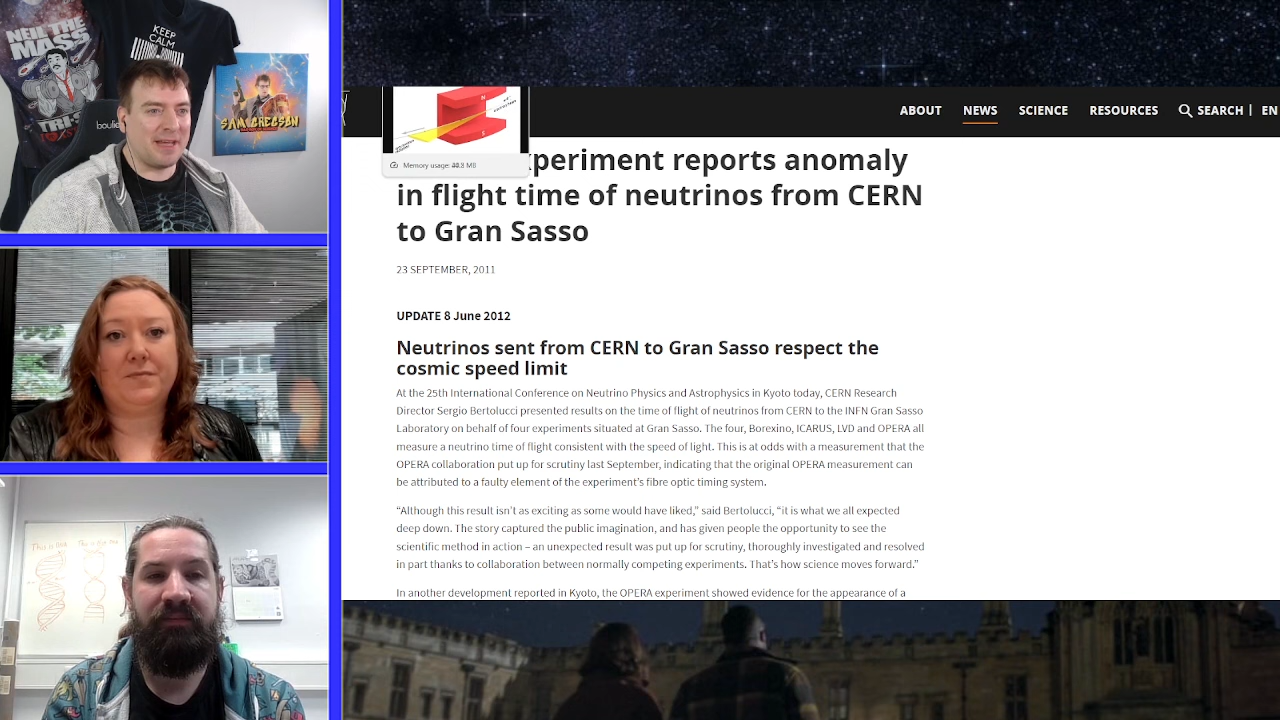 NEIL THE
MASS
KEEP
CALM
SAM GREGSON
ABOUT
NEWS
SCIENCE
RESOURCES
SEARCH |
EN
Memory usage:
xperiment reports anomaly
in flight time of neutrinos from CERN
to Gran Sasso
23 SEPTEMBER, 2011
UPDATE 8 June 2012
Neutrinos sent from CERN to Gran Sasso respect the
cosmic speed limit
At the 25th International Conference on Neutrino Physics and Astrophysics in Kyoto today, CERN Research
Director Sergio Bertolucci presented results on the time of flight of neutrinos from CERN to the INFN Gran Sasso
Laboratory on behalf of four experiments situated at Gran Sasso. The four, Borexino, ICARUS, LVD and OPERA all
measure a neutrino time of flight consistent with the speed of light. This is at odds with a measurement that the
OPERA collaboration put up for scrutiny last September, indicating that the original OPERA measurement can
be attributed to a faulty element of the experiment's fibre optic timing system.
“Although this result isn't as exciting as some would have liked,” said Bertolucci, “it is what we all expected
deep down. The story captured the public imagination, and has given people the opportunity to see the
scientific method in action – an unexpected result was put up for scrutiny, thoroughly investigated and resolved
in part thanks to collaboration between normally competing experiments. That's how science moves forward.”
In another development reported in Kyoto, the OPERA experiment showed evidence for the appearance of a